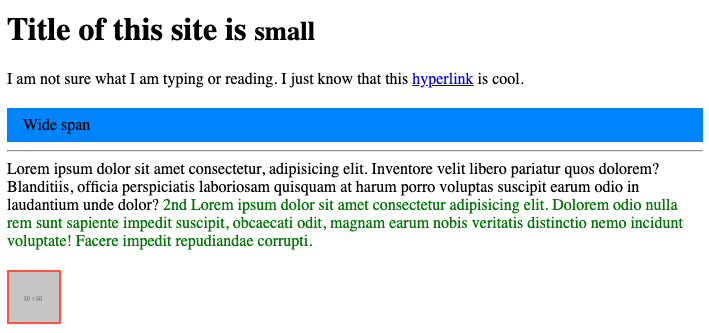 Title of this site is small
I am not sure what I am typing or reading. I just know that this hyperlink is cool.
Wide span
Lorem ipsum dolor sit amet consectetur, adipisicing elit. Inventore velit libero pariatur quos dolorem?
Blanditiis, officia perspiciatis laboriosam quisquam at harum porro voluptas suscipit earum odio in
laudantium unde dolor? 2nd Lorem ipsum dolor sit amet consectetur adipisicing elit. Dolorem odio nulla
rem sunt sapiente impedit suscipit, obcaecati odit, magnam earum nobis veritatis distinctio nemo incidunt
voluptate! Facere impedit repudiandae corrupti.
50 x 50